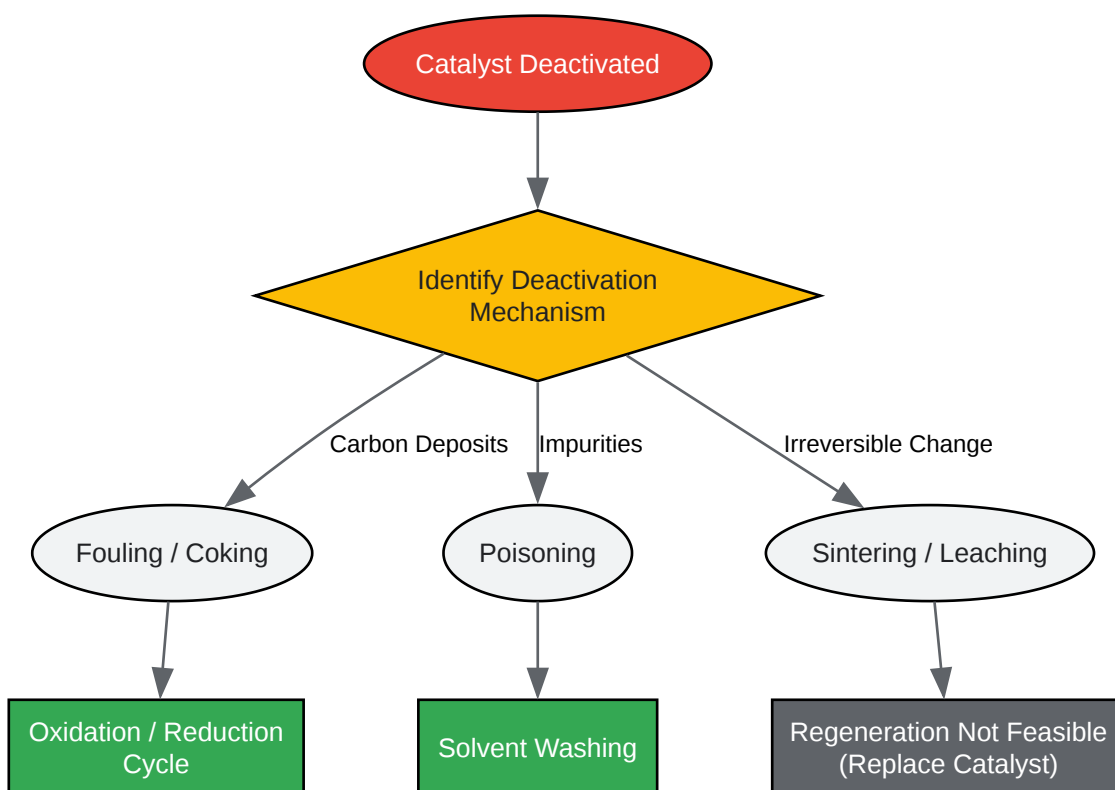 Catalyst Deactivated
Identify Deactivation
Mechanism
Carbon Deposits
Impurities
Irreversible Change
Fouling / Coking
Poisoning
Sintering / Leaching
Oxidation / Reduction
Cycle
Solvent Washing
Regeneration Not Feasible
(Replace Catalyst)